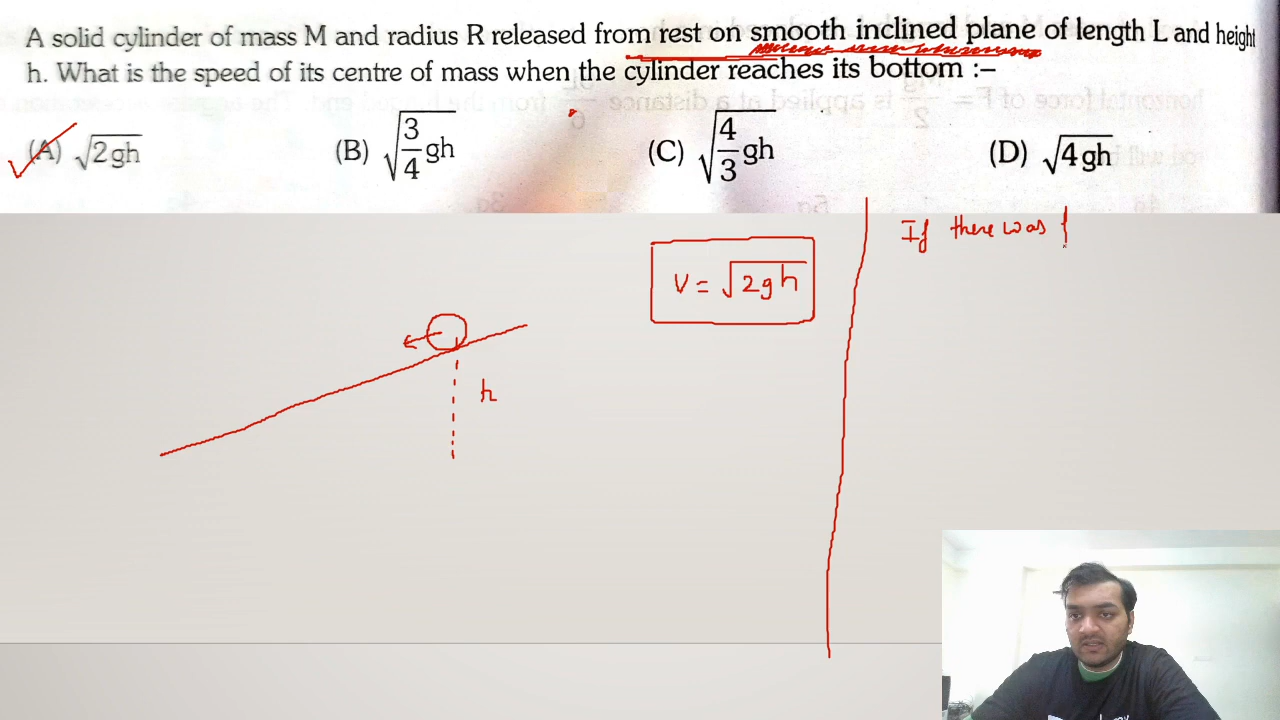 A solid cylinder of mass M and radius R released from rest on smooth inclined plane of length L and height
h. What is the speed of its centre of mass when the cylinder reaches its bottom :–
(A) √2gh (B) √3/4 gh (C) √4/3 gh (D) √4gh
V = √2gh
If there was f
h